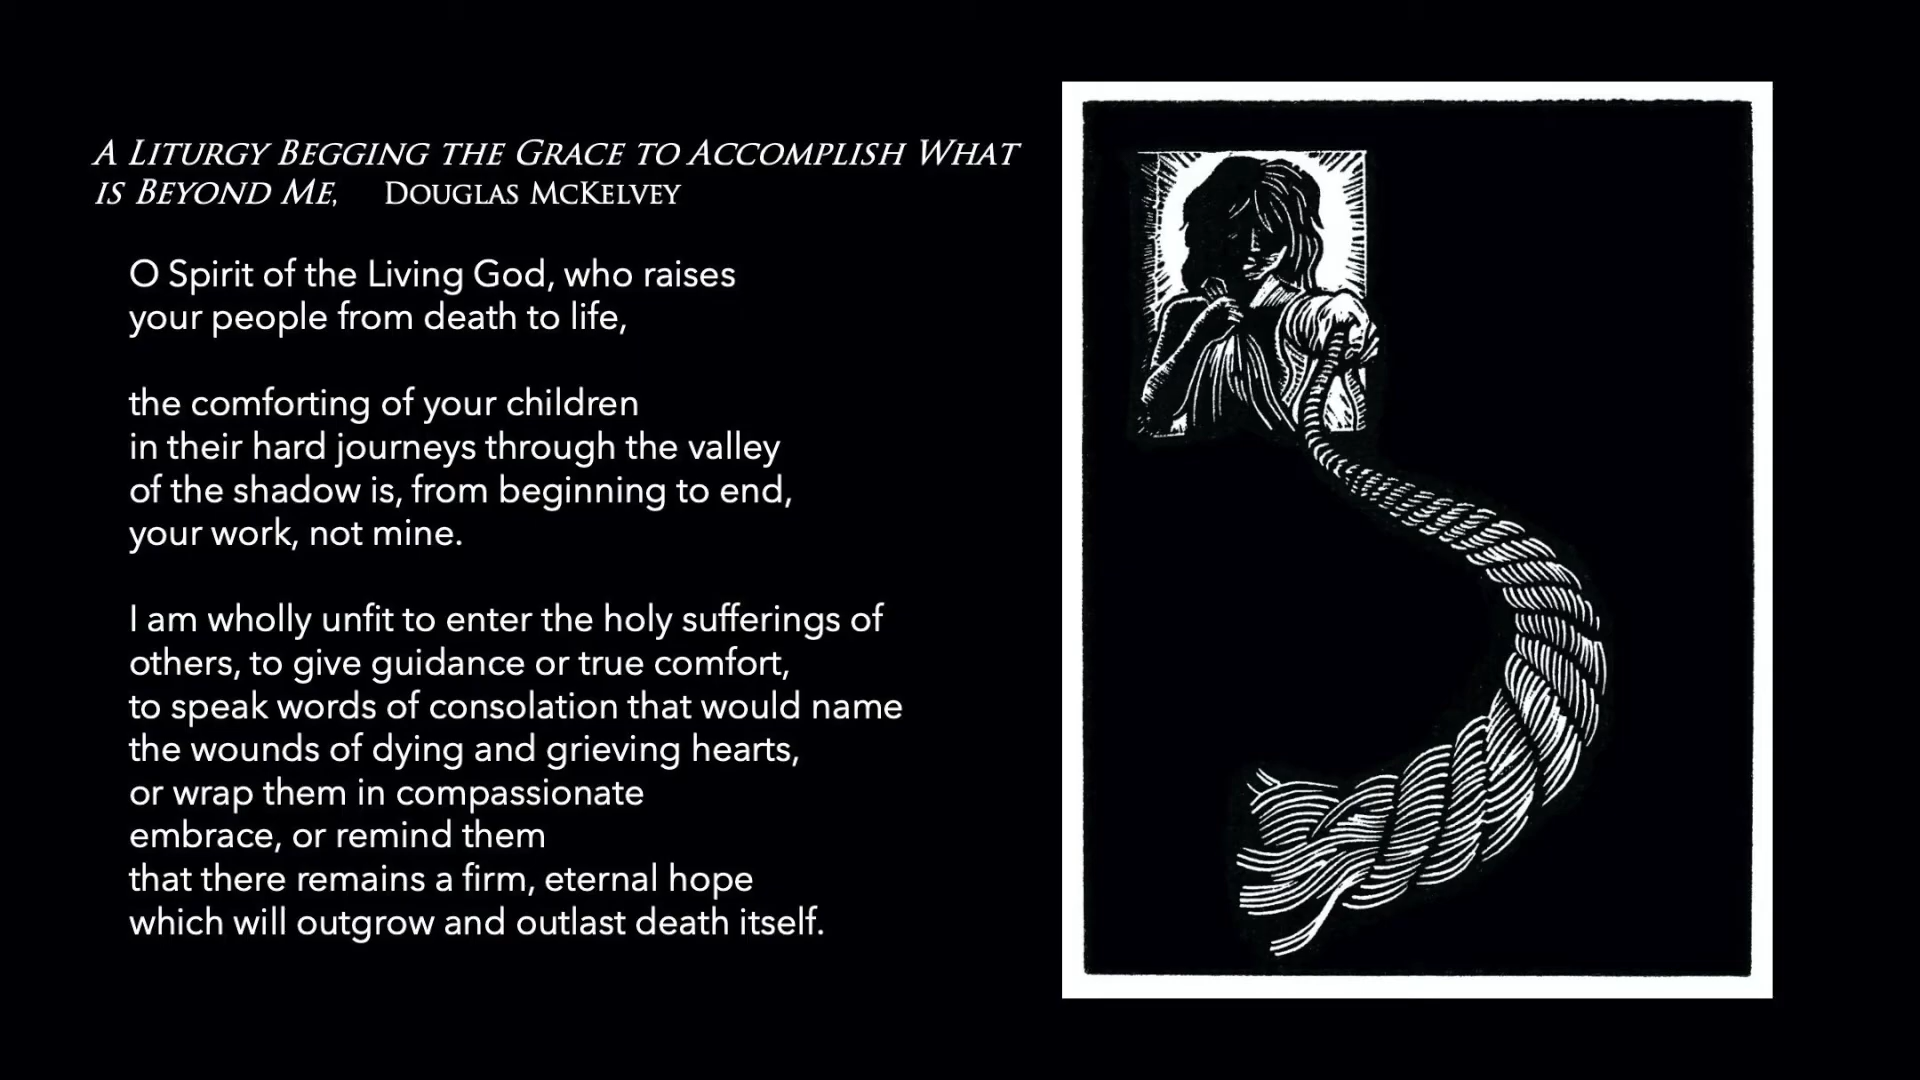 A Liturgy Begging the Grace to Accomplish What
is Beyond Me, Douglas McKelvey
O Spirit of the Living God, who raises
your people from death to life,
the comforting of your children
in their hard journeys through the valley
of the shadow is, from beginning to end,
your work, not mine.
I am wholly unfit to enter the holy sufferings of
others, to give guidance or true comfort,
to speak words of consolation that would name
the wounds of dying and grieving hearts,
or wrap them in compassionate
embrace, or remind them
that there remains a firm, eternal hope
which will outgrow and outlast death itself.